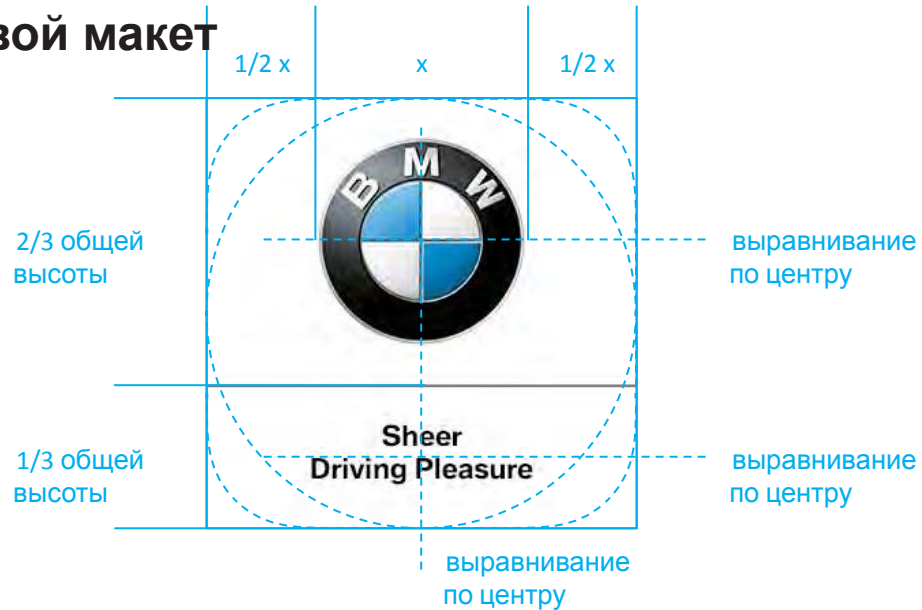 вой макет
1/2 x x 1/2 x
BMW
2/3 общей
высоты
выравнивание
по центру
Sheer
Driving Pleasure
1/3 общей
высоты
выравнивание
по центру
выравнивание
по центру